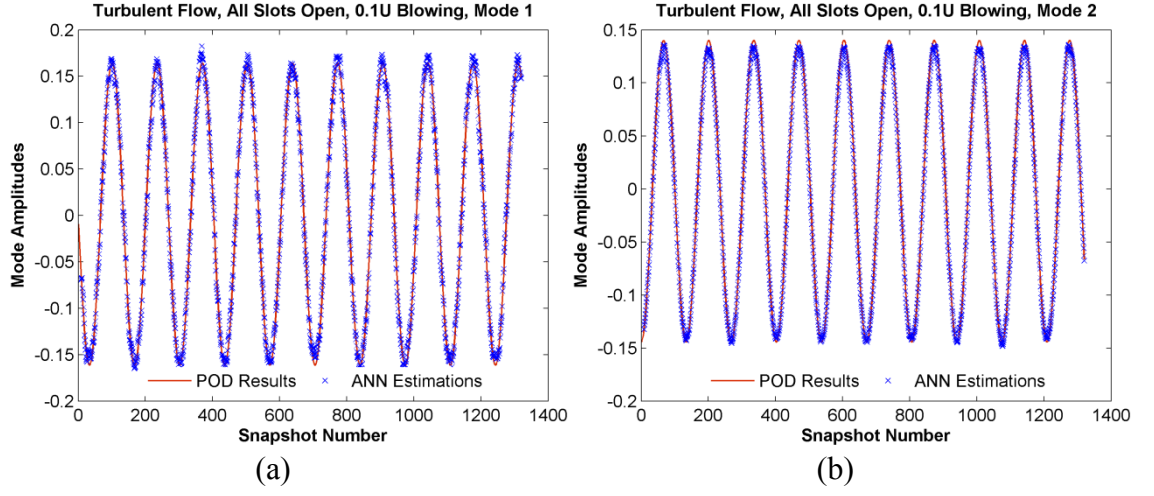 Turbulent Flow, All Slots Open, 0.1U Blowing, Mode 1
0.2
0.15
0.1
0.05
0
-0.05
-0.1
-0.15
-0.2
Mode Amplitudes
POD Results
ANN Estimations
0 200 400 600 800 1000 1200 1400
Snapshot Number
(a)
Turbulent Flow, All Slots Open, 0.1U Blowing, Mode 2
0.15
0.1
0.05
0
-0.05
-0.1
-0.15
-0.2
Mode Amplitudes
POD Results
ANN Estimations
0 200 400 600 800 1000 1200 1400
Snapshot Number
(b)